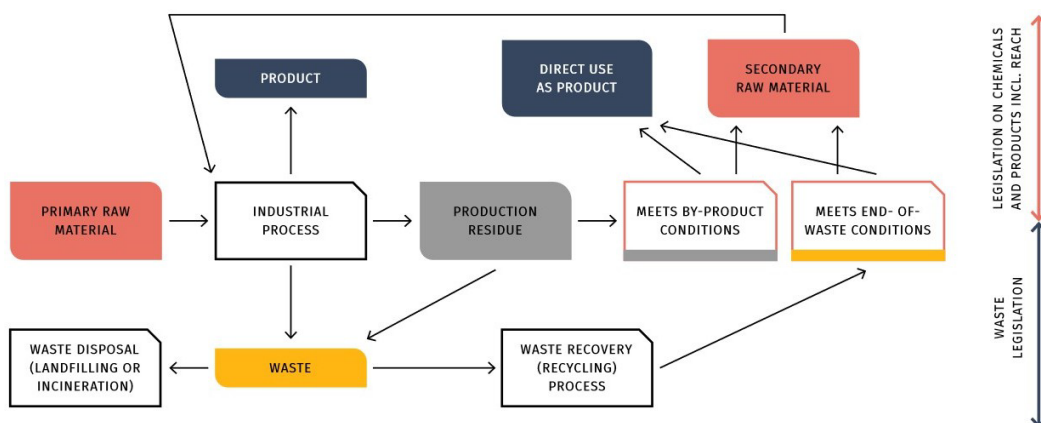 PRODUCT
DIRECT USE
AS PRODUCT
SECONDARY
RAW MATERIAL
LEGISLATION ON CHEMICALS
AND PRODUCTS INCL. REACH
PRIMARY RAW
MATERIAL
INDUSTRIAL
PROCESS
PRODUCTION
RESIDUE
MEETS BY-PRODUCT
CONDITIONS
MEETS END- OF-
WASTE CONDITIONS
WASTE DISPOSAL
(LANDFILLING OR
INCINERATION)
WASTE
WASTE RECOVERY
(RECYCLING)
PROCESS
WASTE
LEGISLATION